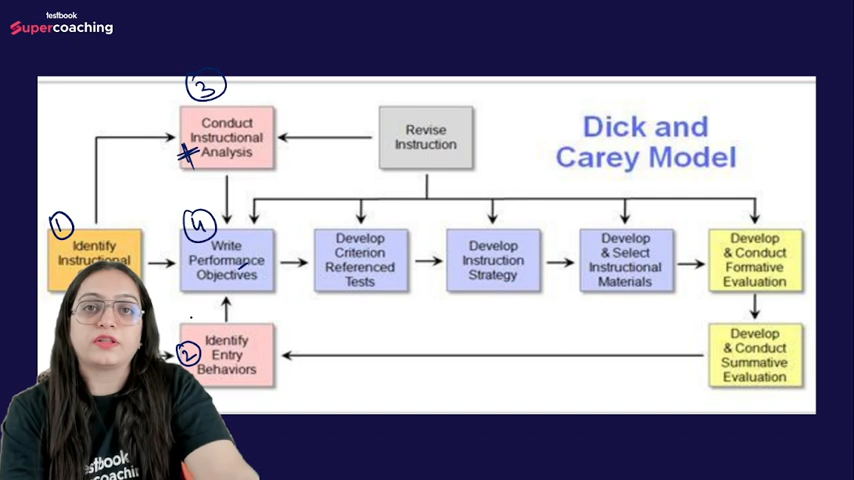 testbook
Supercoaching
3
Conduct
Instructional
Analysis
Revise
Instruction
Dick and
Carey Model
1
Identify
Instructional
4
Write
Performance
Objectives
Develop
Criterion
Referenced
Tests
Develop
Instruction
Strategy
Develop
& Select
Instructional
Materials
Develop
& Conduct
Formative
Evaluation
2
Identify
Entry
Behaviors
Develop
& Conduct
Summative
Evaluation
testbook
coaching